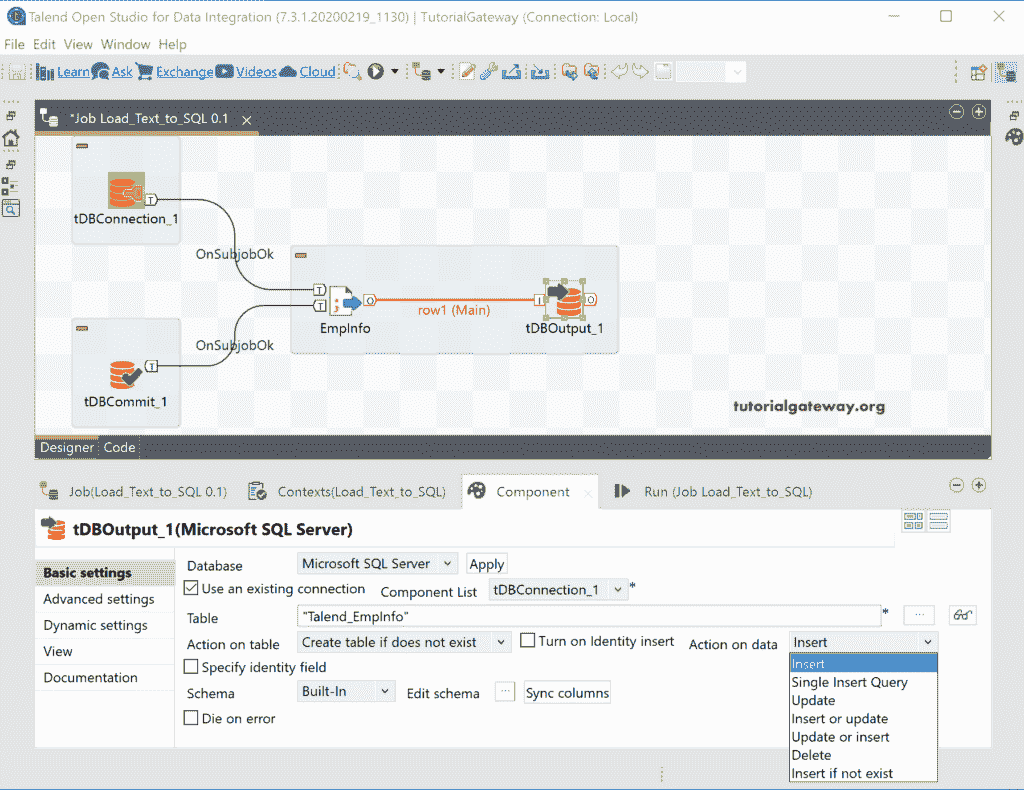 Talend Open Studio for Data Integration (7.3.1.20200219_1130) | TutorialGateway (Connection: Local)
File Edit View Window Help
Learn Ask Exchange Videos Cloud
*Job Load_Text_to_SQL 0.1
T
tDBConnection_1
OnSubjobOk
T
T
O
I
O
EmpInfo
row1 (Main)
tDBOutput_1
OnSubjobOk
T
tDBCommit_1
tutorialgateway.org
Designer Code
Job(Load_Text_to_SQL 0.1) Contexts(Load_Text_to_SQL) Component Run (Job Load_Text_to_SQL)
tDBOutput_1(Microsoft SQL Server)
Basic settings
Advanced settings
Dynamic settings
View
Documentation
Database Microsoft SQL Server Apply
Use an existing connection Component List tDBConnection_1 *
Table "Talend_EmpInfo" * ...
Action on table Create table if does not exist Turn on Identity insert Action on data Insert
Specify identity field
Schema Built-In Edit schema ... Sync columns
Die on error
Insert
Single Insert Query
Update
Insert or update
Update or insert
Delete
Insert if not exist